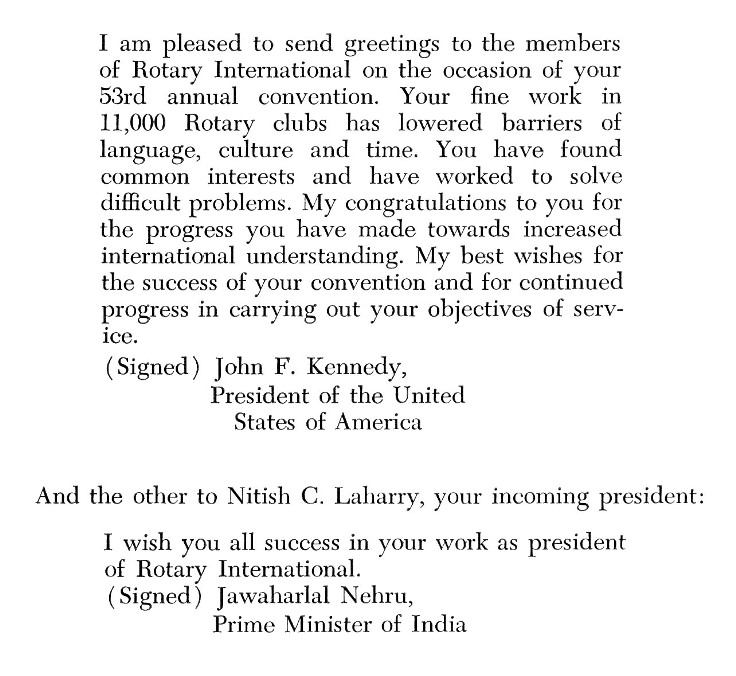 I am pleased to send greetings to the members
of Rotary International on the occasion of your
53rd annual convention. Your fine work in
11,000 Rotary clubs has lowered barriers of
language, culture and time. You have found
common interests and have worked to solve
difficult problems. My congratulations to you for
the progress you have made towards increased
international understanding. My best wishes for
the success of your convention and for continued
progress in carrying out your objectives of serv-
ice.
(Signed) John F. Kennedy,
President of the United
States of America
And the other to Nitish C. Laharry, your incoming president:
I wish you all success in your work as president
of Rotary International.
(Signed) Jawaharlal Nehru,
Prime Minister of India